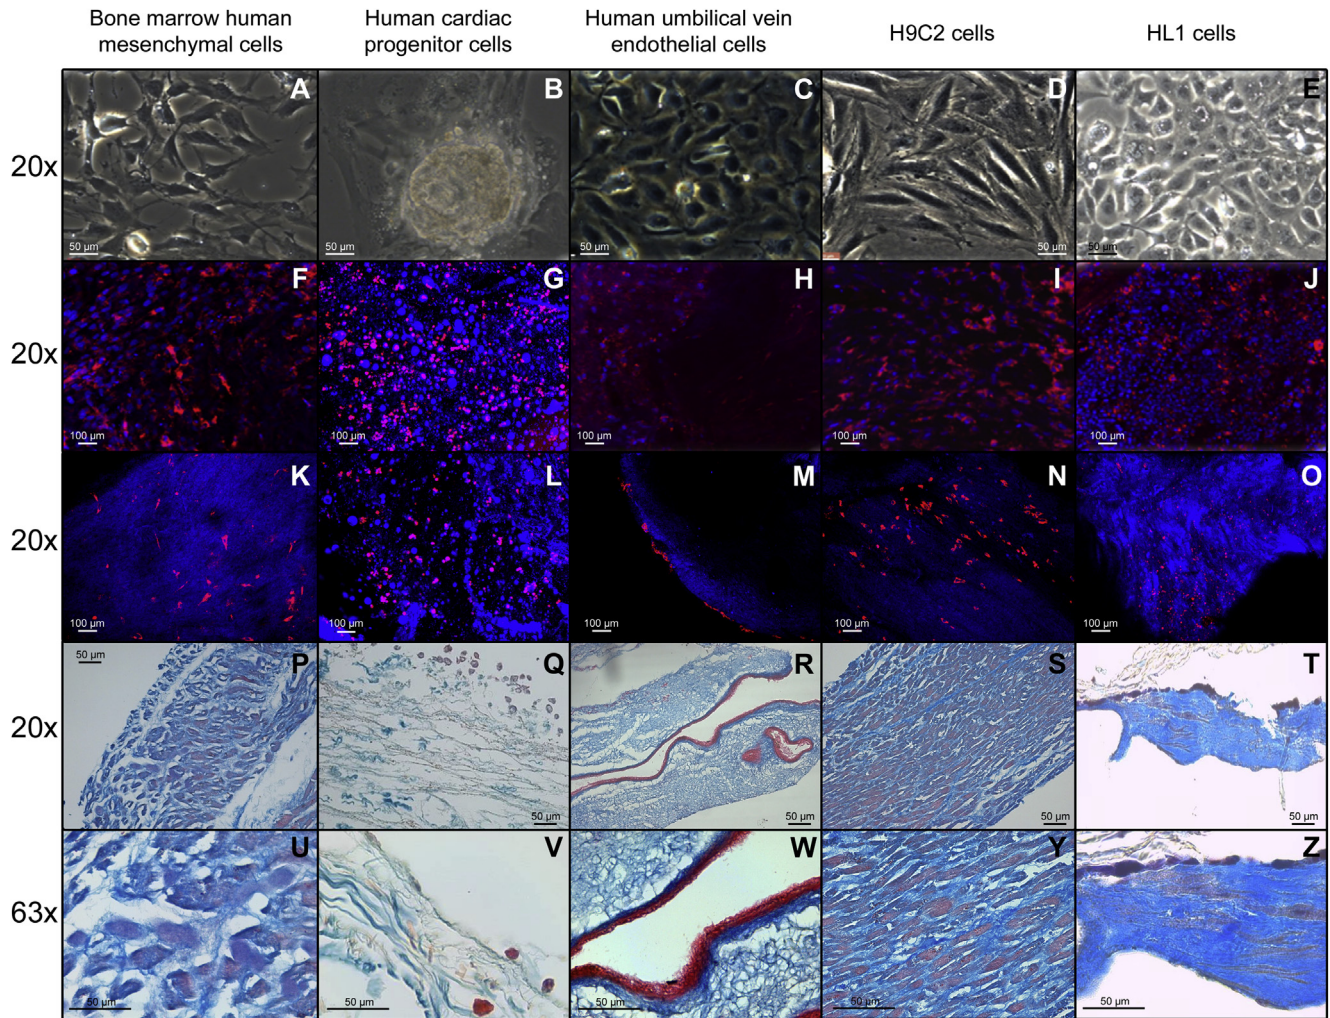 Bone marrow human
mesenchymal cells
Human cardiac
progenitor cells
Human umbilical vein
endothelial cells
H9C2 cells
HL1 cells
20x
A
50 µm
B
50 µm
C
50 µm
D
50 µm
E
50 µm
20x
F
100 µm
G
100 µm
H
100 µm
I
100 µm
J
100 µm
20x
K
100 µm
L
100 µm
M
100 µm
N
100 µm
O
100 µm
20x
P
50 µm
Q
50 µm
R
50 µm
S
50 µm
T
50 µm
63x
U
50 µm
V
50 µm
W
50 µm
Y
50 µm
Z
50 µm